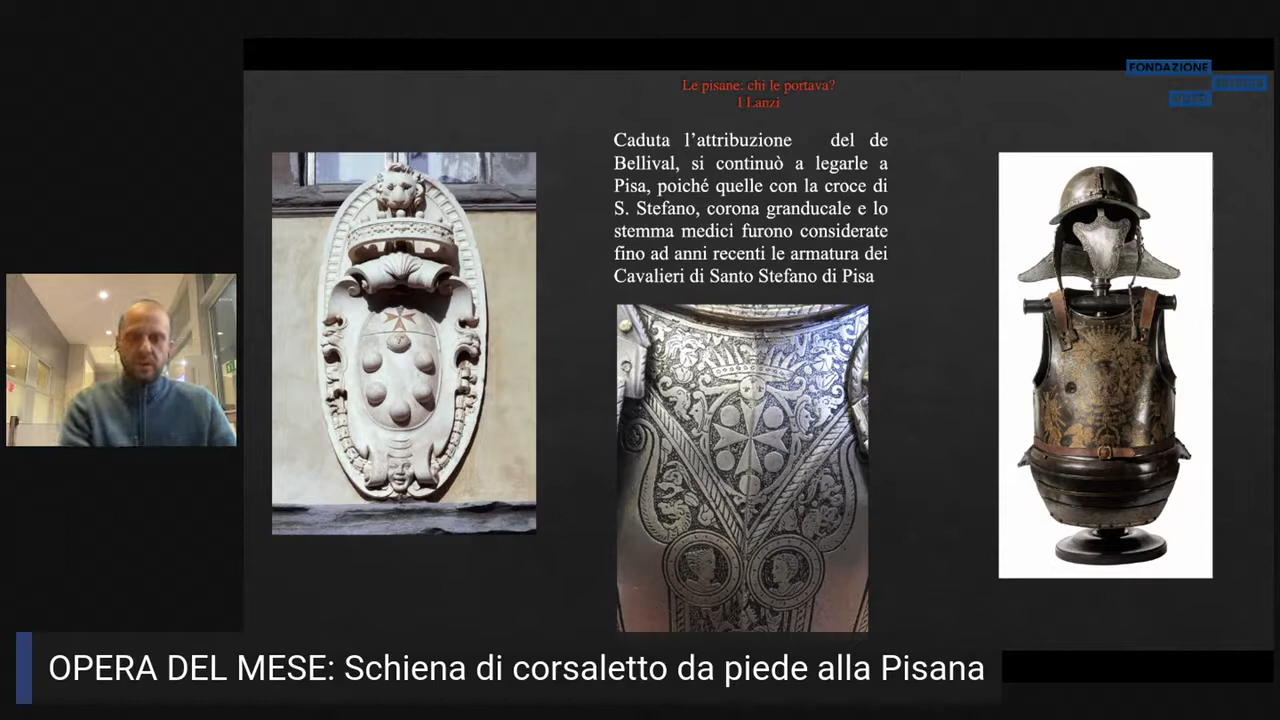 FONDAZIONE
Le pisane: chi le portava?
I Lanzi
Caduta l'attribuzione del de
Bellival, si continuò a legarle a
Pisa, poiché quelle con la croce di
S. Stefano, corona granducale e lo
stemma medici furono considerate
fino ad anni recenti le armatura dei
Cavalieri di Santo Stefano di Pisa
OPERA DEL MESE: Schiena di corsaletto da piede alla Pisana